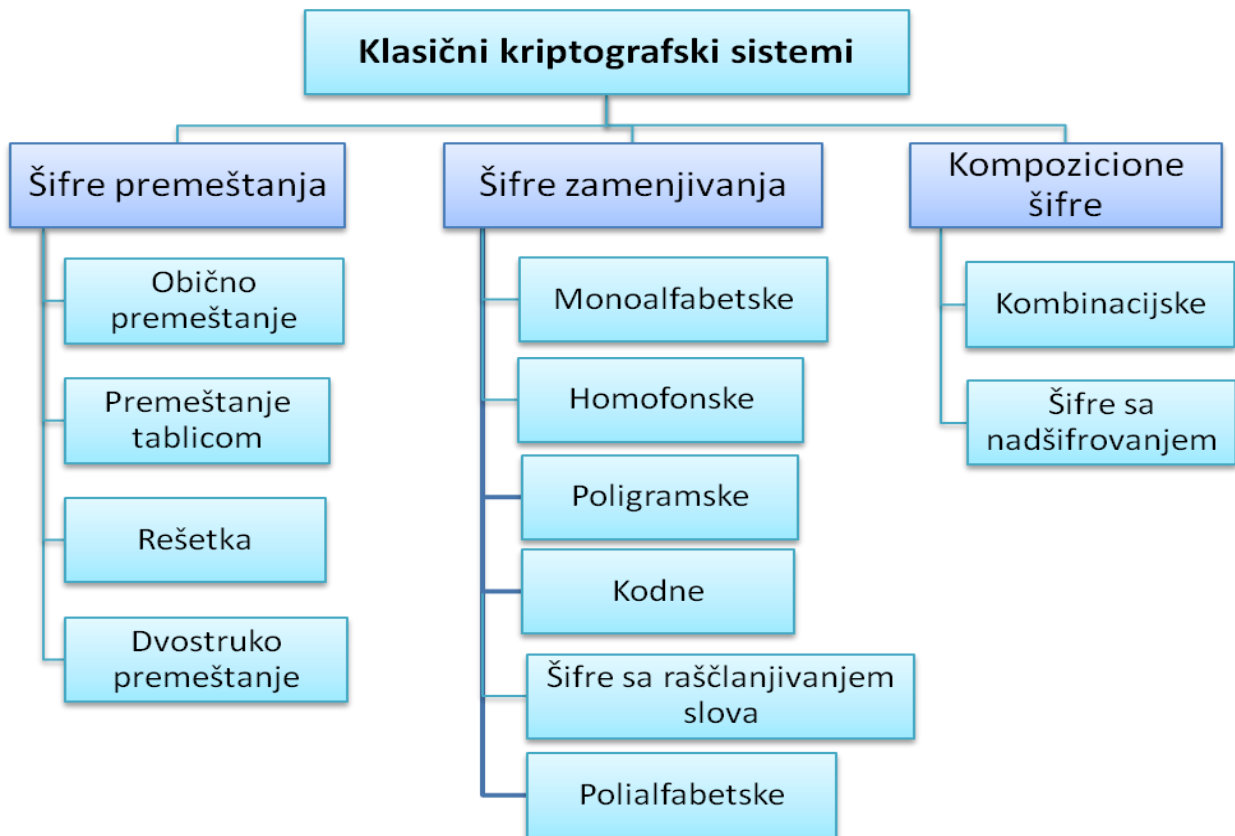 Klasični kriptografski sistemi
Šifre premeštanja
Obično
premeštanje
Premeštanje
tablicom
Rešetka
Dvostruko
premeštanje
Šifre zamenjivanja
Monoalfabetske
Homofonske
Poligramske
Kodne
Šifre sa raščlanjivanjem
slova
Polialfabetske
Kompozicione
šifre
Kombinacijske
Šifre sa
nadšifrovanjem